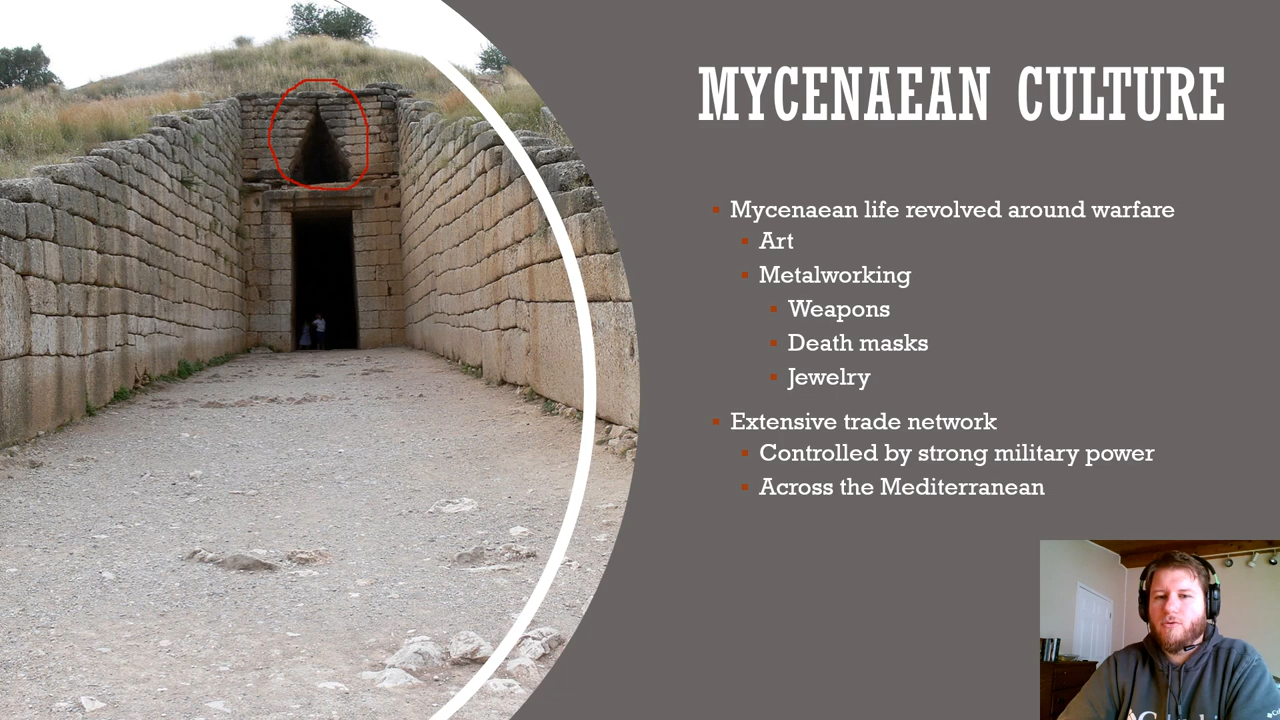 MYCENAEAN CULTURE
Mycenaean life revolved around warfare
Art
Metalworking
Weapons
Death masks
Jewelry
Extensive trade network
Controlled by strong military power
Across the Mediterranean